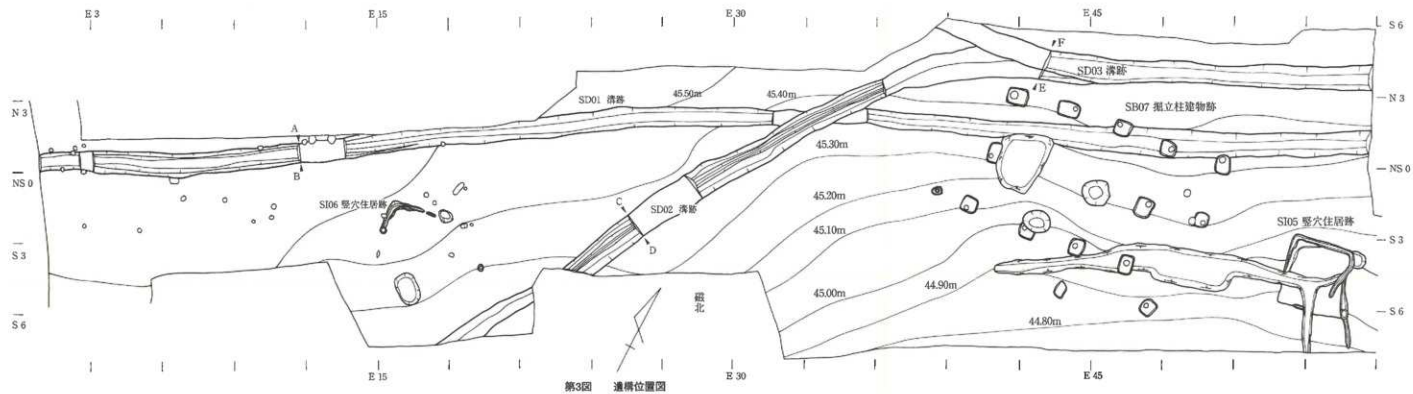 E 3
E 15
E 30
E 45
S 6
N 3
NS 0
S 3
S 6
N 3
NS 0
S 3
S 6
A
B
C
D
F
E
SD01 溝跡
45.50m
45.40m
SD03 溝跡
SB07 掘立柱建物跡
45.30m
SI06 竪穴住居跡
SD02 溝跡
45.20m
45.10m
SI05 竪穴住居跡
45.00m
44.90m
44.80m
磁北
E 15
E 30
E 45
第3図 遺構位置図